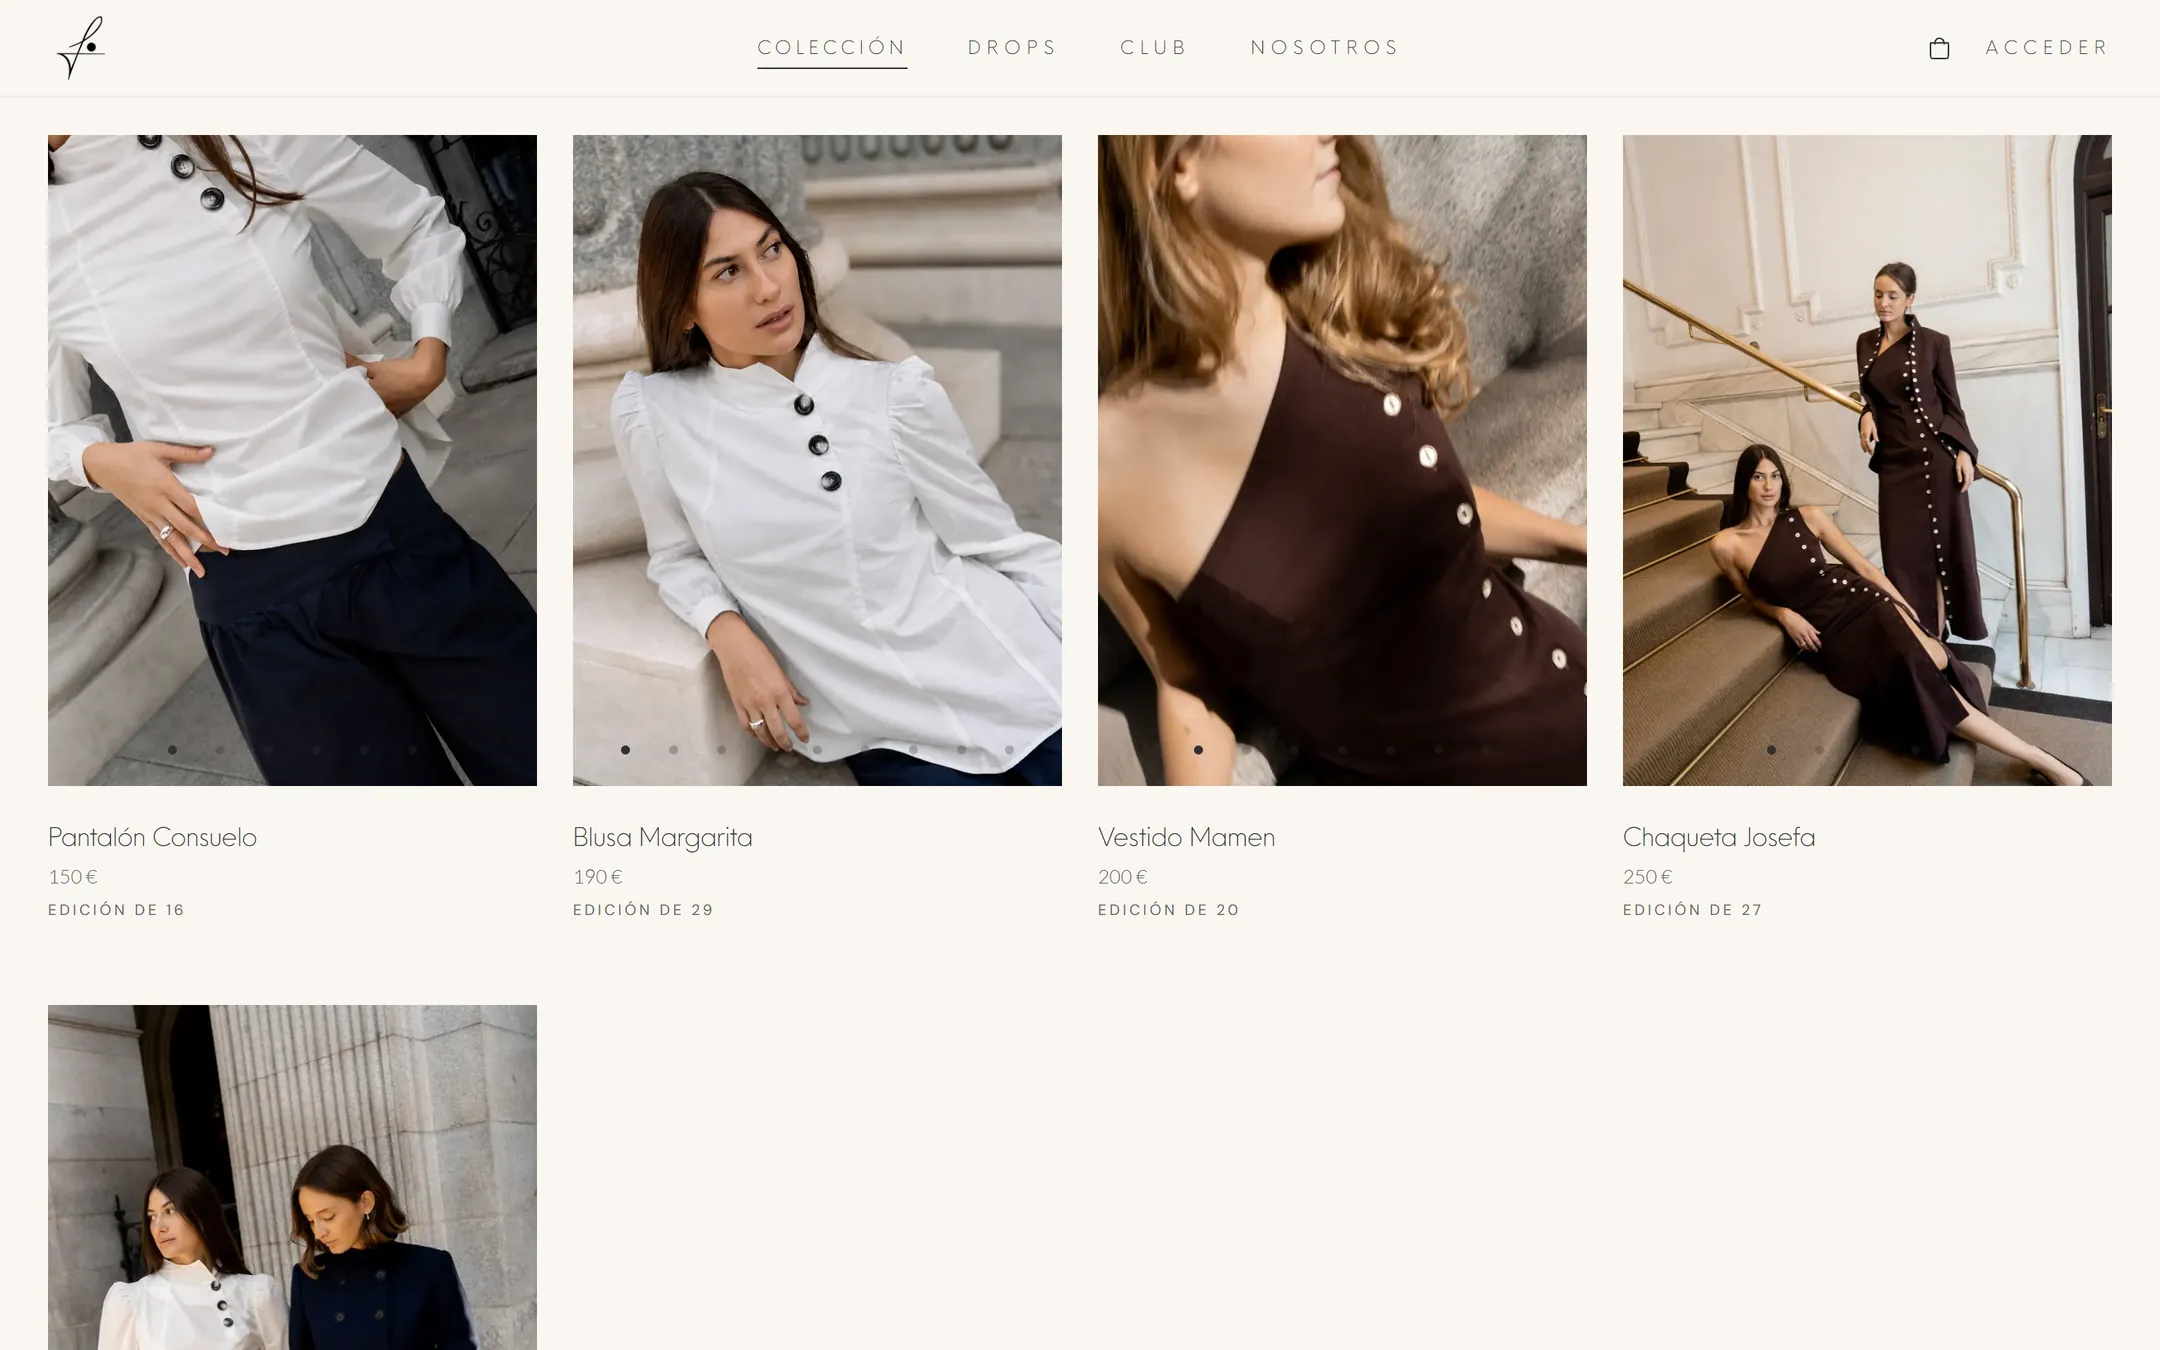 COLECCIÓN DROPS CLUB NOSOTROS ACCEDER
Pantalón Consuelo
150 €
EDICIÓN DE 16
Blusa Margarita
190 €
EDICIÓN DE 29
Vestido Mamen
200 €
EDICIÓN DE 20
Chaqueta Josefa
250 €
EDICIÓN DE 27